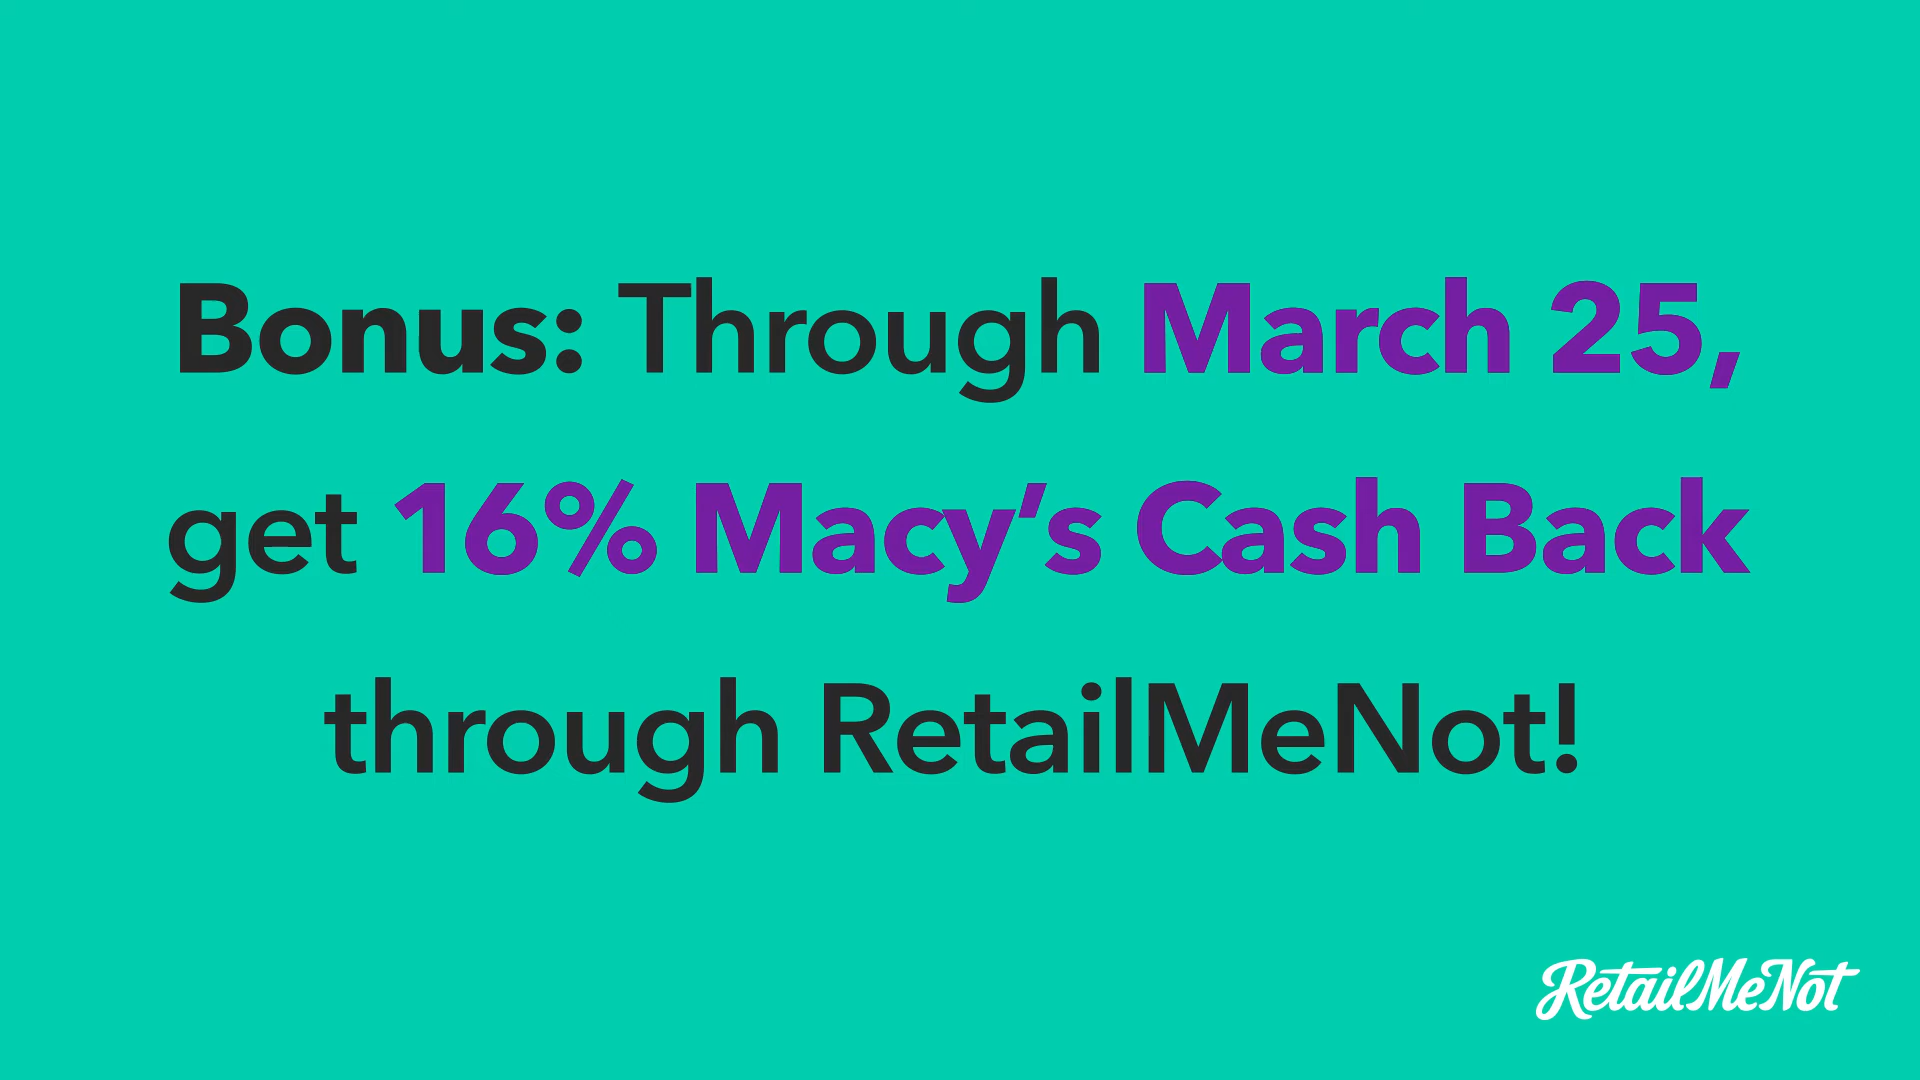 Bonus: Through March 25,
get 16% Macy’s Cash Back
through RetailMeNot!
RetailMeNot